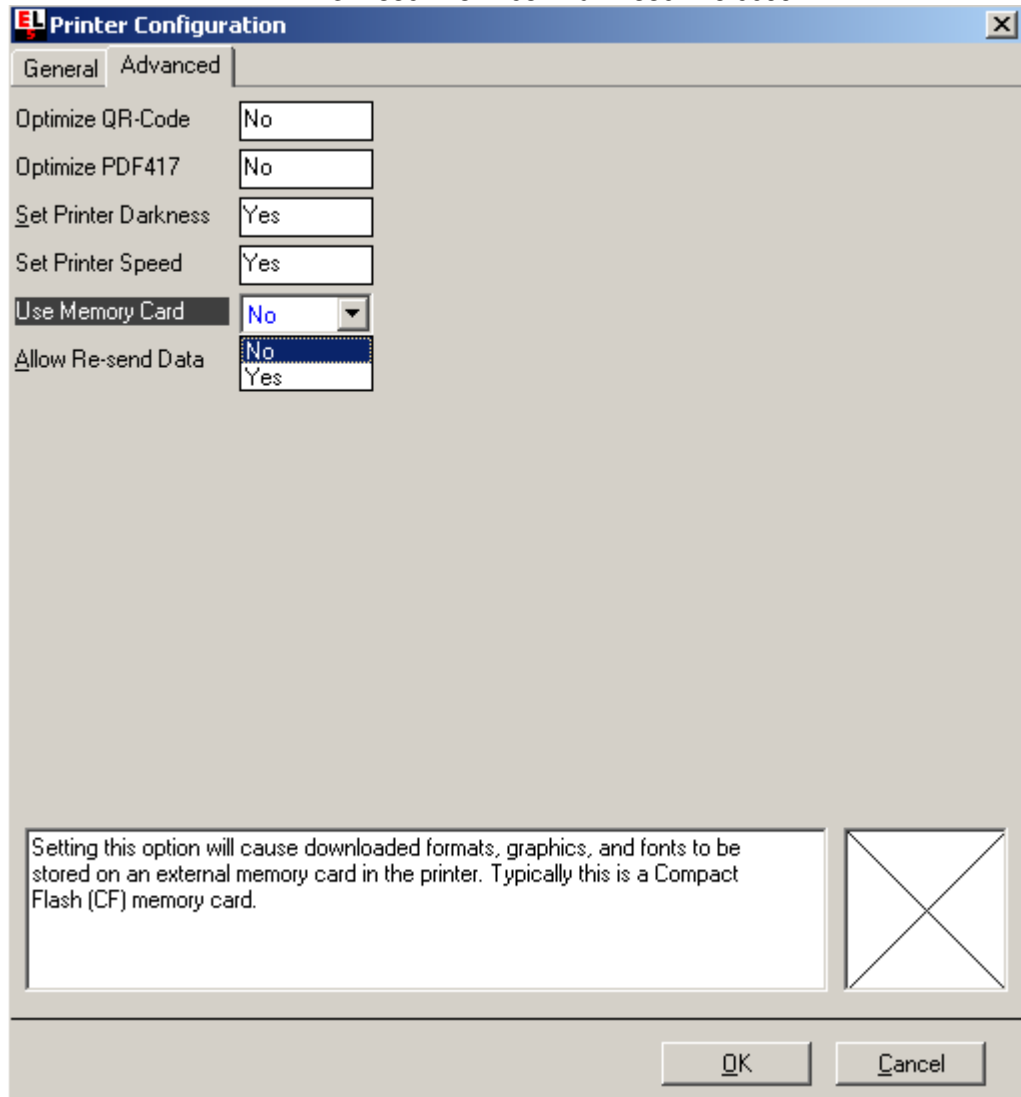 EL
5
Printer Configuration
General Advanced
Optimize QR-Code No
Optimize PDF417 No
Set Printer Darkness Yes
Set Printer Speed Yes
Use Memory Card No
Allow Re-send Data No
Yes
Setting this option will cause downloaded formats, graphics, and fonts to be
stored on an external memory card in the printer. Typically this is a Compact
Flash (CF) memory card.
OK Cancel